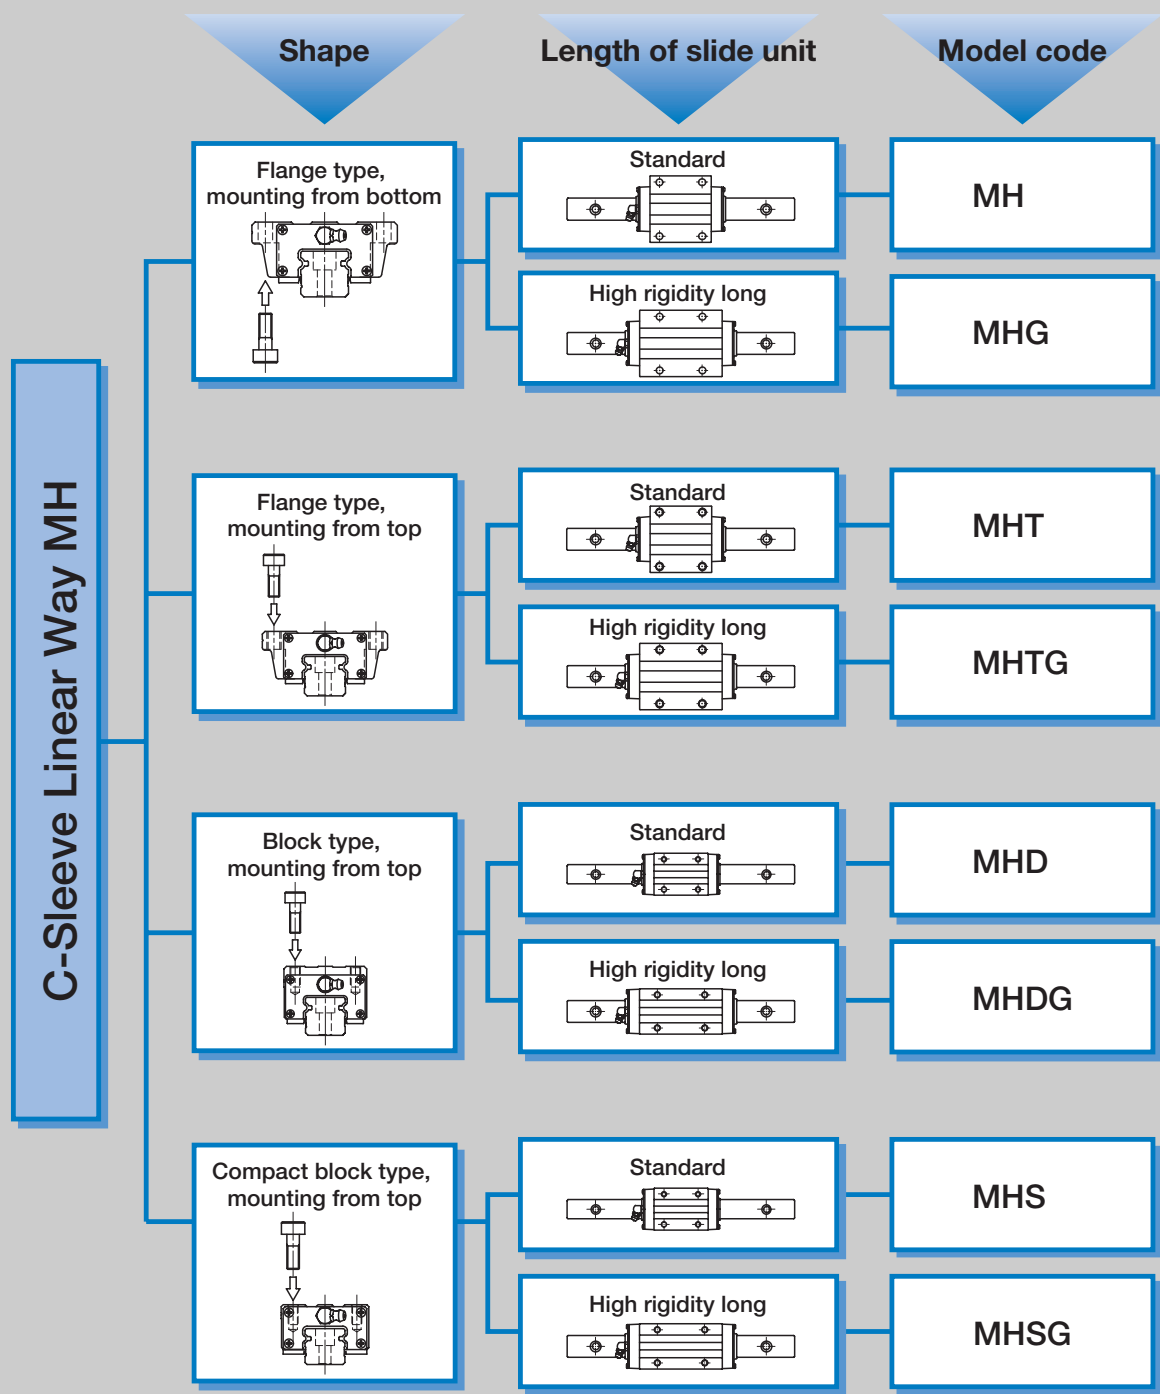 Shape
Length of slide unit
Model code
C-Sleeve Linear Way MH
Flange type,
mounting from bottom
Standard
MH
High rigidity long
MHG
Flange type,
mounting from top
Standard
MHT
High rigidity long
MHTG
Block type,
mounting from top
Standard
MHD
High rigidity long
MHDG
Compact block type,
mounting from top
Standard
MHS
High rigidity long
MHSG